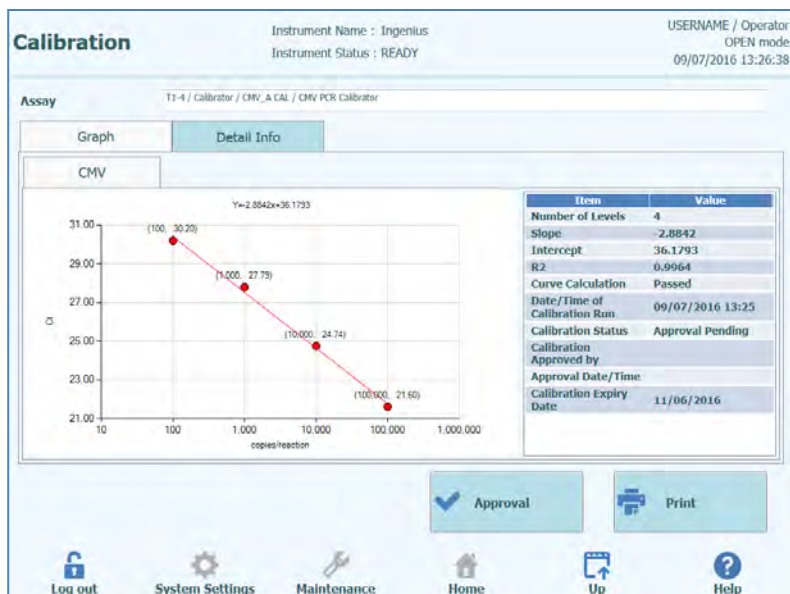 Calibration
Instrument Name : Ingenius
Instrument Status : READY
USERNAME / Operator
OPEN mode
09/07/2016 13:26:38
Assay
T1-4 / Calibrator / CMV_A CAL / CMV PCR Calibrator
Graph
Detail Info
CMV
Y=-2.8842x+36.1793
31.00
29.00
27.00
25.00
23.00
21.00
Ct
(100, 30.20)
(1.000, 27.79)
(10.000, 24.74)
(100.000, 21.60)
10
100
1.000
10.000
100.000
1.000.000
copies/reaction
Item Value
Number of Levels 4
Slope -2.8842
Intercept 36.1793
R2 0.9964
Curve Calculation Passed
Date/Time of
Calibration Run 09/07/2016 13:25
Calibration Status Approval Pending
Calibration
Approved by
Approval Date/Time
Calibration Expiry
Date 11/06/2016
Approval
Print
Log out
System Settings
Maintenance
Home
Up
Help